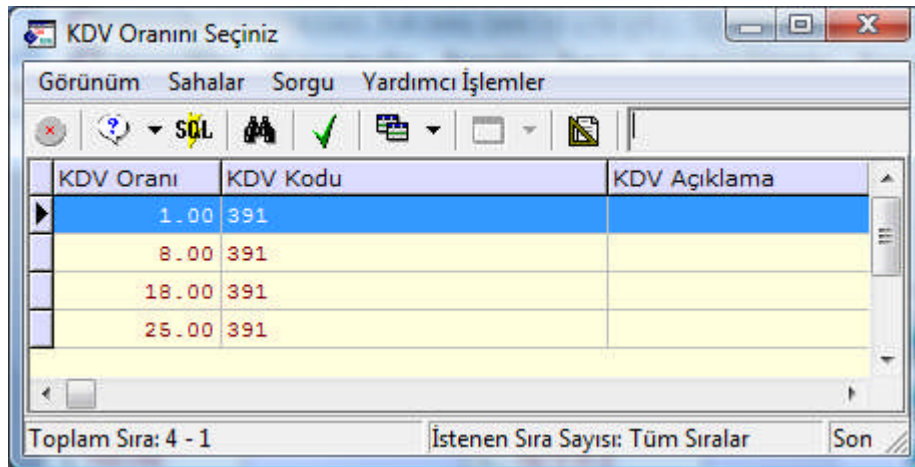 KDV Oranını Seçiniz
Görünüm Sahalar Sorgu Yardımcı İşlemler
SQL
KDV Oranı KDV Kodu KDV Açıklama
1.00 391
8.00 391
18.00 391
25.00 391
Toplam Sıra: 4 - 1 İstenen Sıra Sayısı: Tüm Sıralar Son